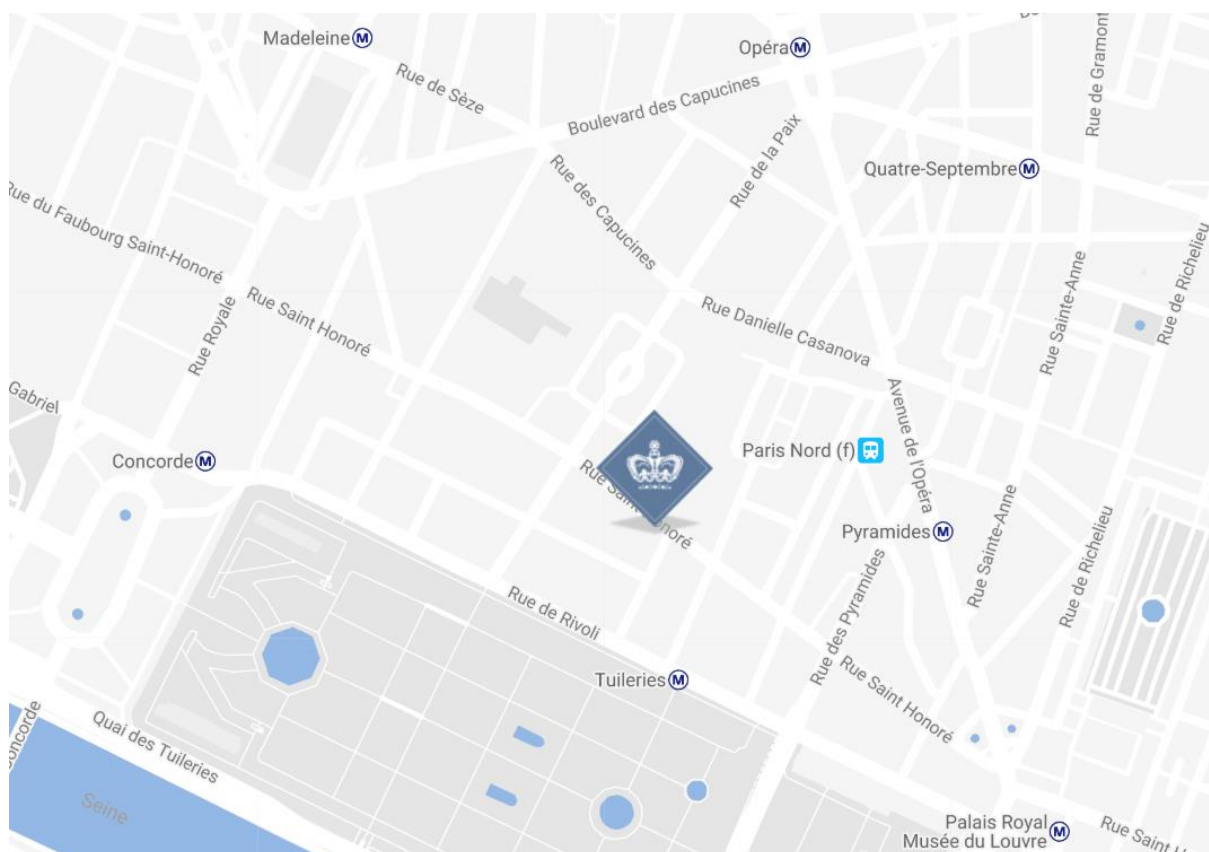 Madeleine
Opéra
Rue de Sèze
Boulevard des Capucines
Rue de Gramont
Rue de la Paix
Quatre-Septembre
Rue du Faubourg Saint-Honoré
Rue des Capucines
Rue de Richelieu
Rue Saint Honoré
Rue Sainte-Anne
Rue Royale
Rue Danielle Casanova
Gabriel
Avenue de l'Opéra
Concorde
Paris Nord (f)
Rue Saint-Honoré
Pyramides
Rue Sainte-Anne
Rue de Richelieu
Rue de Rivoli
Rue des Pyramides
Tuileries
Rue Saint Honoré
Quai des Tuileries
Seine
Palais Royal
Musée du Louvre